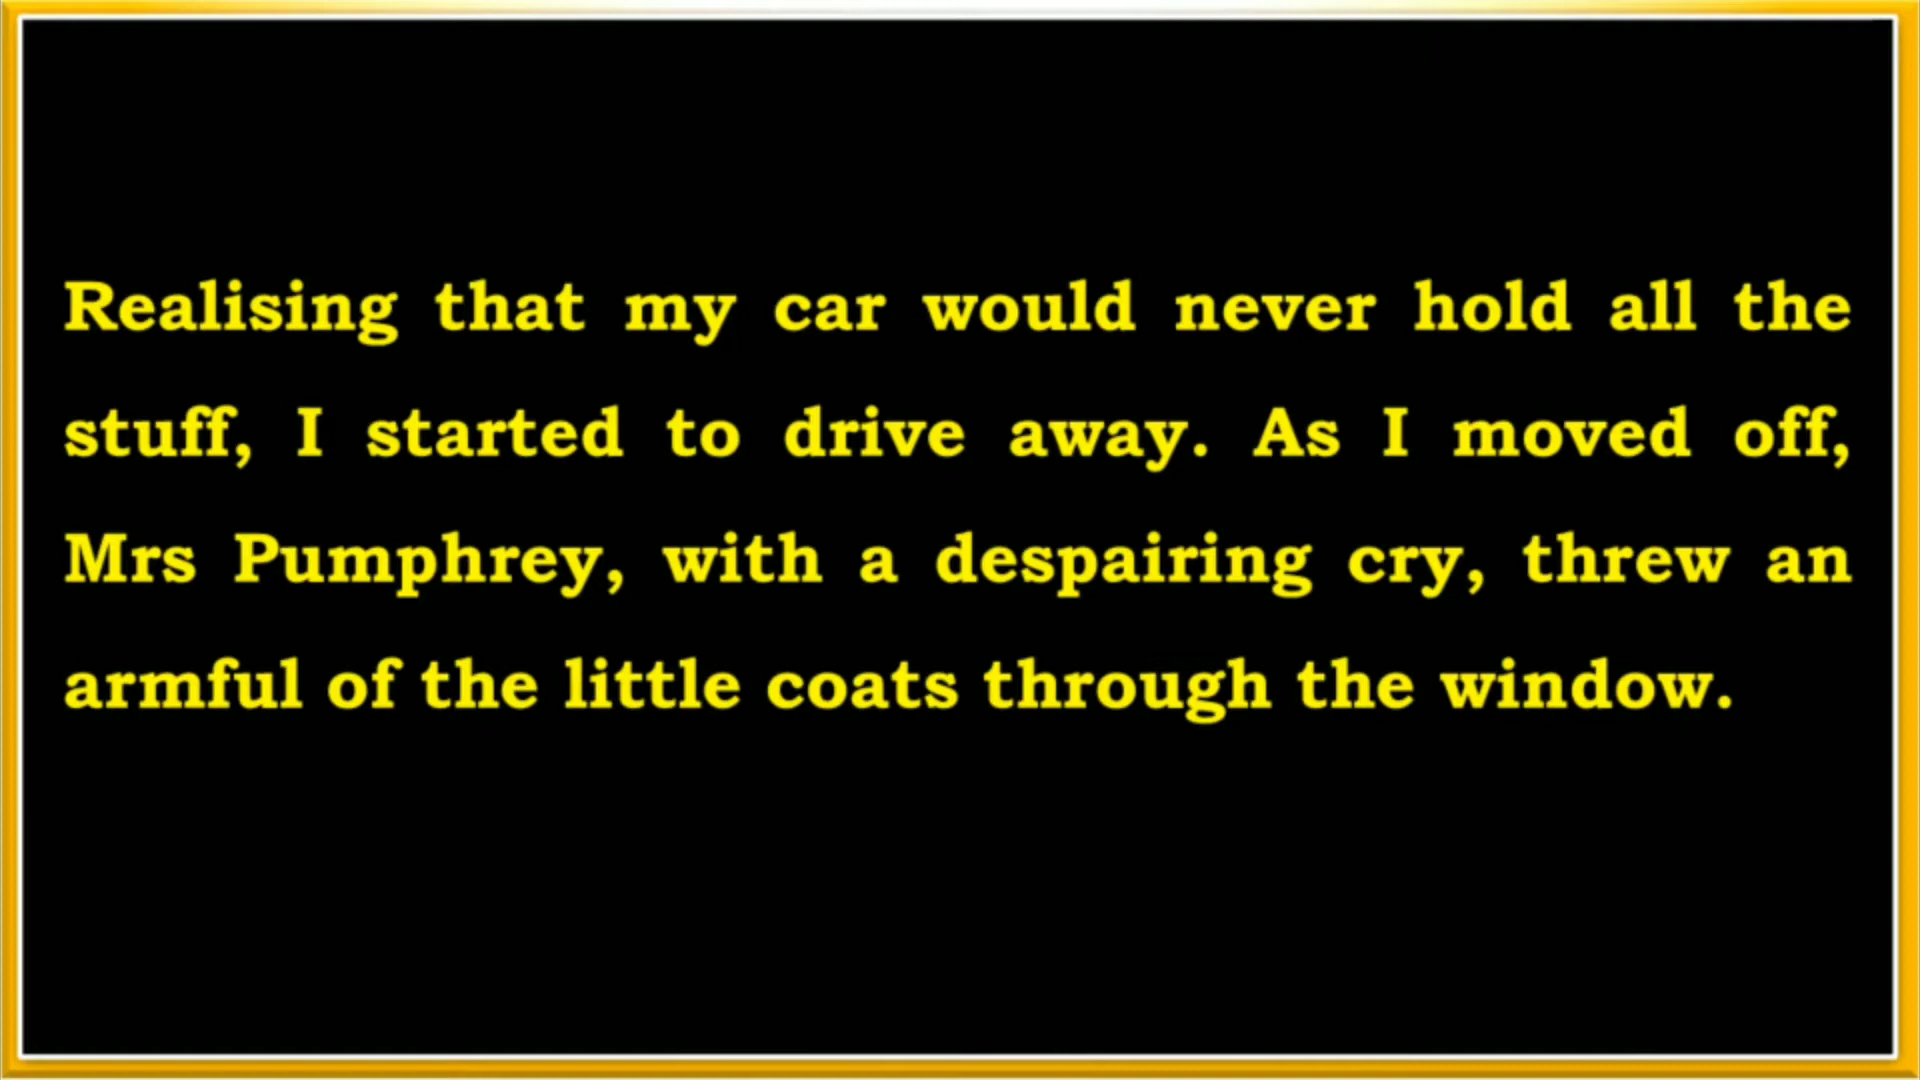 Realising that my car would never hold all the
stuff, I started to drive away. As I moved off,
Mrs Pumphrey, with a despairing cry, threw an
armful of the little coats through the window.